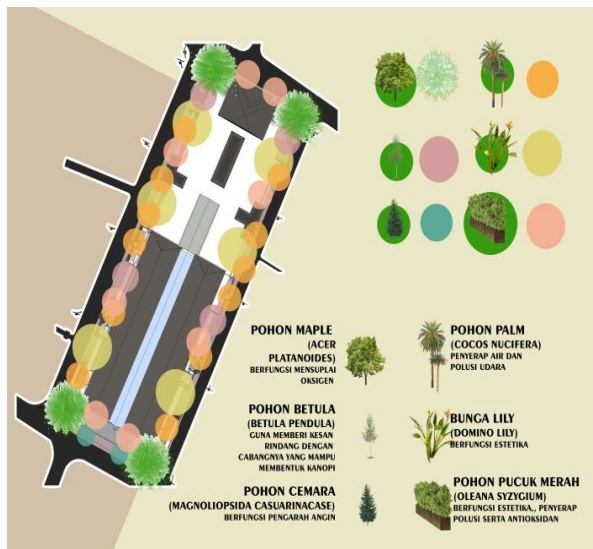 POHON MAPLE
(ACER
PLATANOIDES)
BERFUNGSI MENSUPLAI
OKSIGEN
POHON BETULA
(BETULA PENDULA)
GUNA MEMBERI KESAN
RINDANG DENGAN
CABANGNYA YANG MAMPU
MEMBENTUK KANOPI
POHON CEMARA
(MAGNOLIOPSIDA CASUARINACASE)
BERFUNGSI PENGARAH ANGIN
POHON PALM
(COCOS NUCIFERA)
PENYERAP AIR DAN
POLUSI UDARA
BUNGA LILY
(DOMINO LILY)
BERFUNGSI ESTETIKA
POHON PUCUK MERAH
(OLEANA SYZYGIUM)
BERFUNGSI ESTETIKA,, PENYERAP
POLUSI SERTA ANTIOKSIDAN